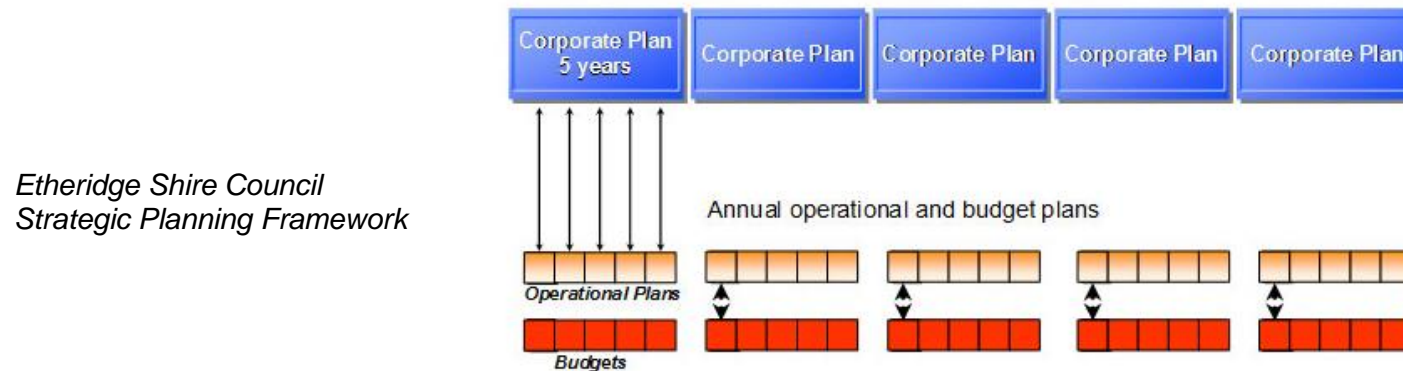 Corporate Plan
5 years
Corporate Plan
Corporate Plan
Corporate Plan
Corporate Plan
Etheridge Shire Council
Strategic Planning Framework
Annual operational and budget plans
Operational Plans
Budgets